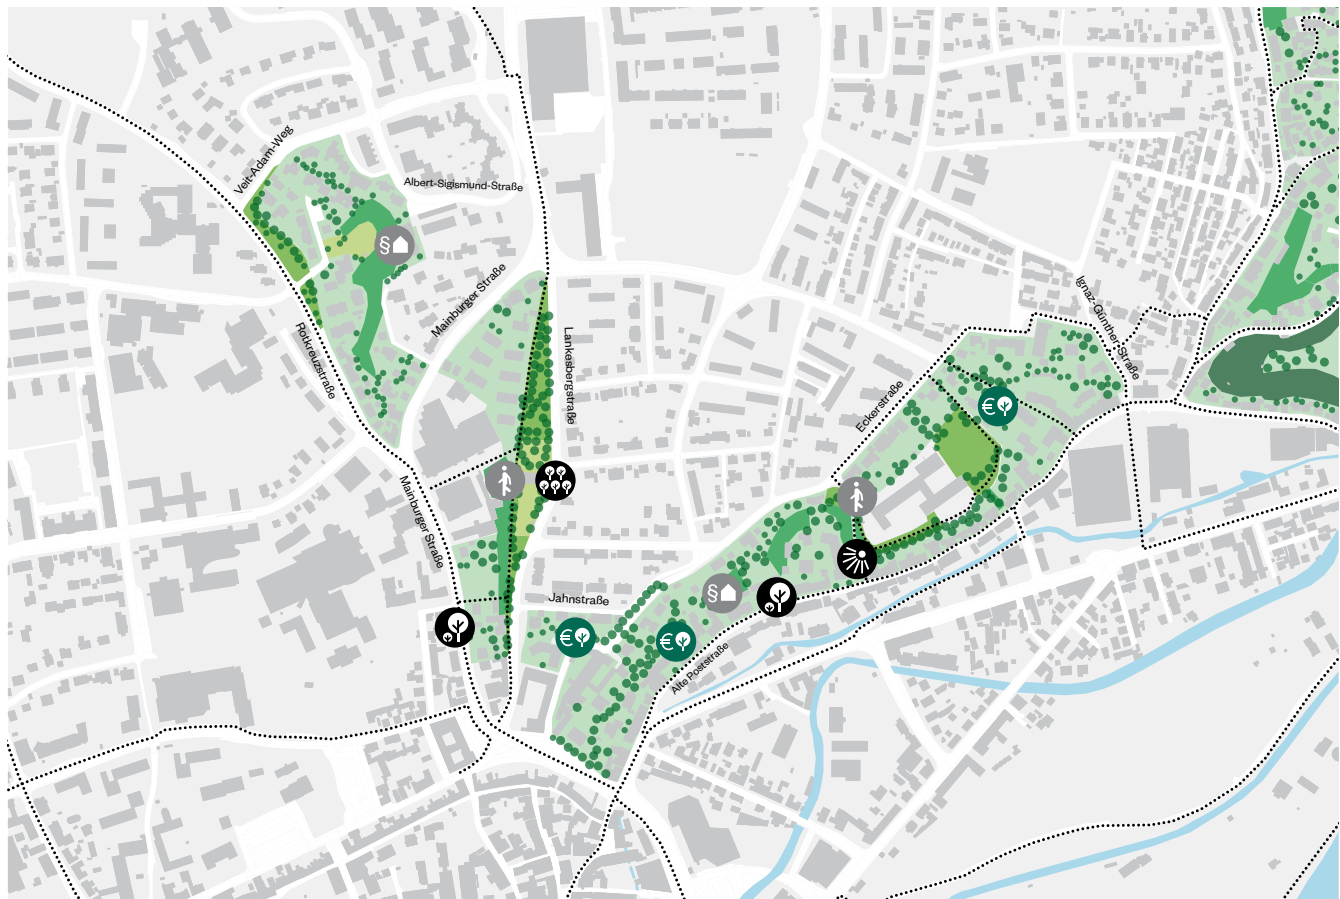 Veit-Adam-Weg
Albert-Sigismund-Straße
§
Mainburger Straße
Ignaz-Günther-Straße
Rotkreuzstraße
Lankesbergstraße
Eckerstraße
€
Mainburger Straße
§
Jahnstraße
€
€
Alte Poststraße